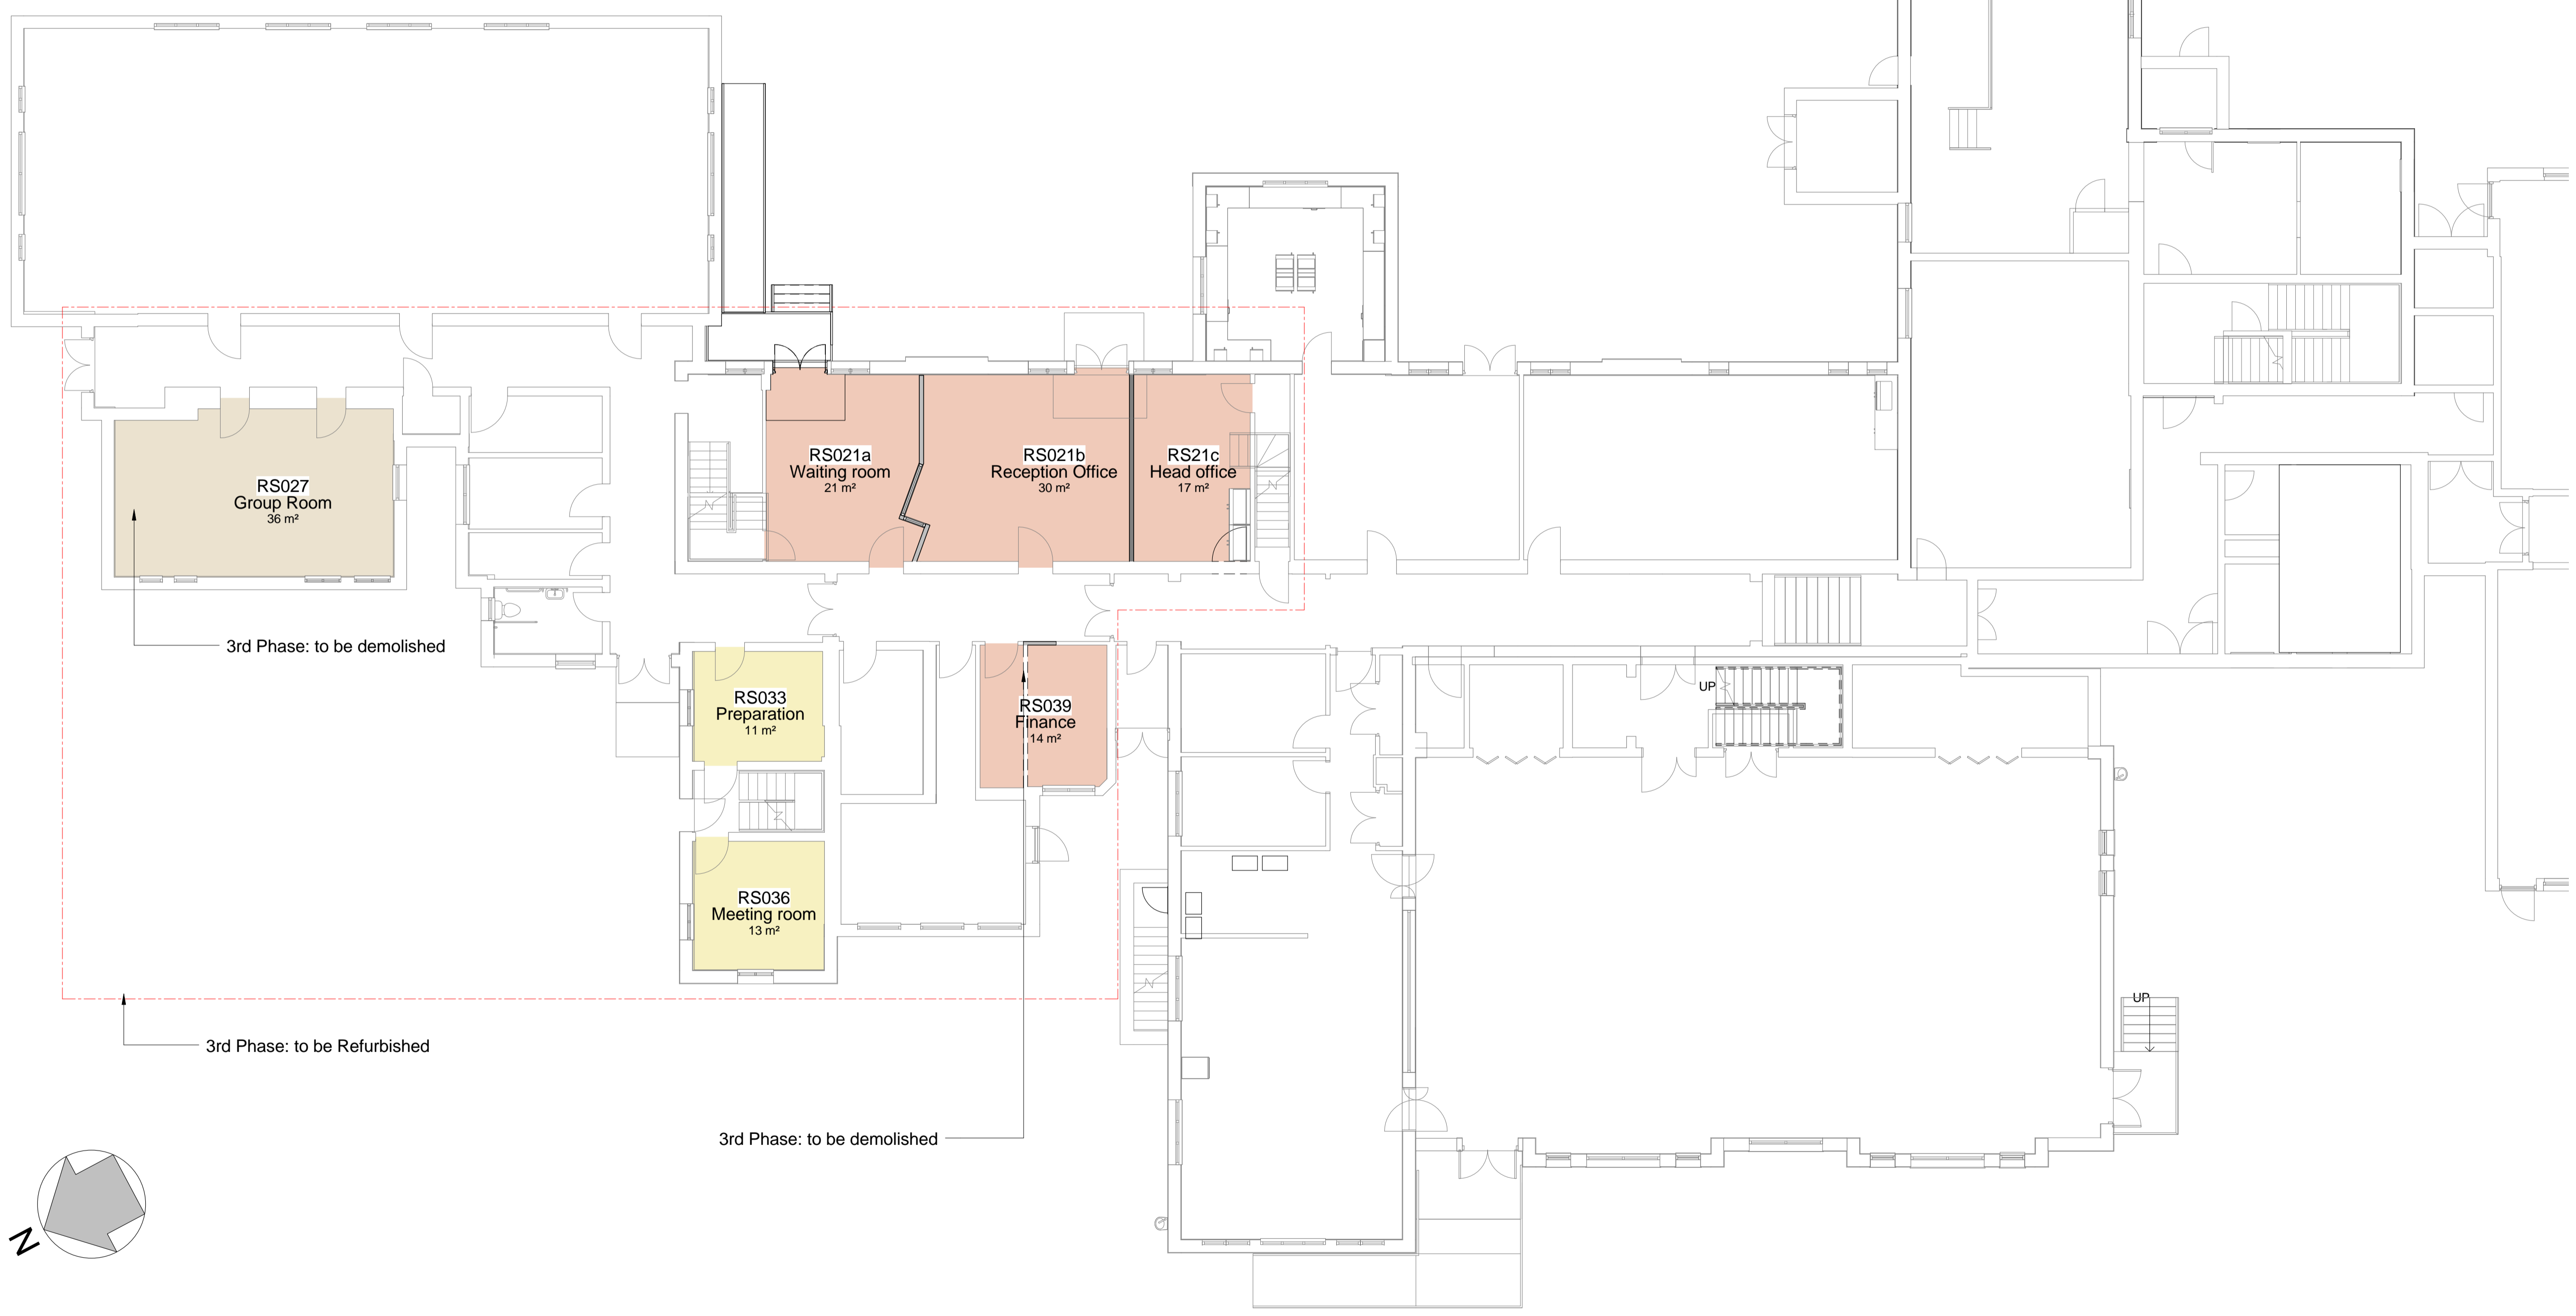 RS021a
Waiting room
21 m²
RS021b
Reception Office
30 m²
RS21c
Head office
17 m²
RS027
Group Room
36 m²
3rd Phase: to be demolished
RS033
Preparation
11 m²
RS039
Finance
14 m²
UP
RS036
Meeting room
13 m²
UP
3rd Phase: to be Refurbished
3rd Phase: to be demolished
N